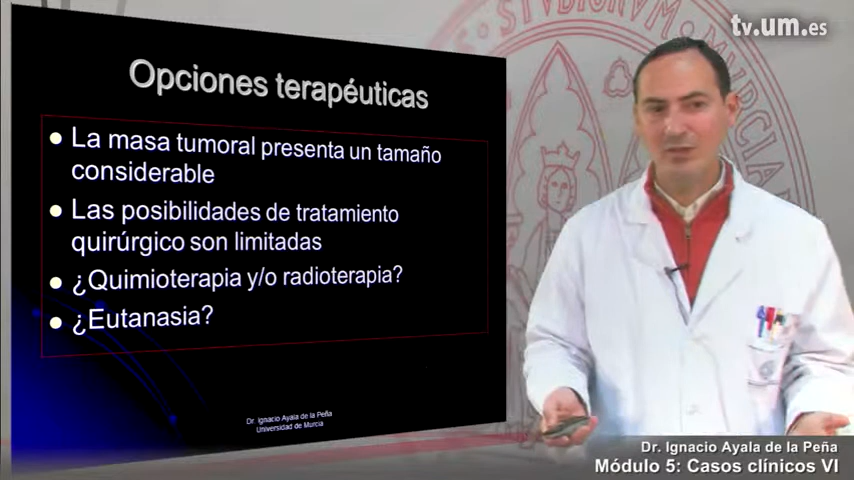 tv.um.es
STVDIORVM
MVRCIA
Opciones terapéuticas
La masa tumoral presenta un tamaño
considerable
Las posibilidades de tratamiento
quirúrgico son limitadas
¿Quimioterapia y/o radioterapia?
¿Eutanasia?
Dr. Ignacio Ayala de la Peña
Universidad de Murcia
Dr. Ignacio Ayala de la Peña
Módulo 5: Casos clínicos VI